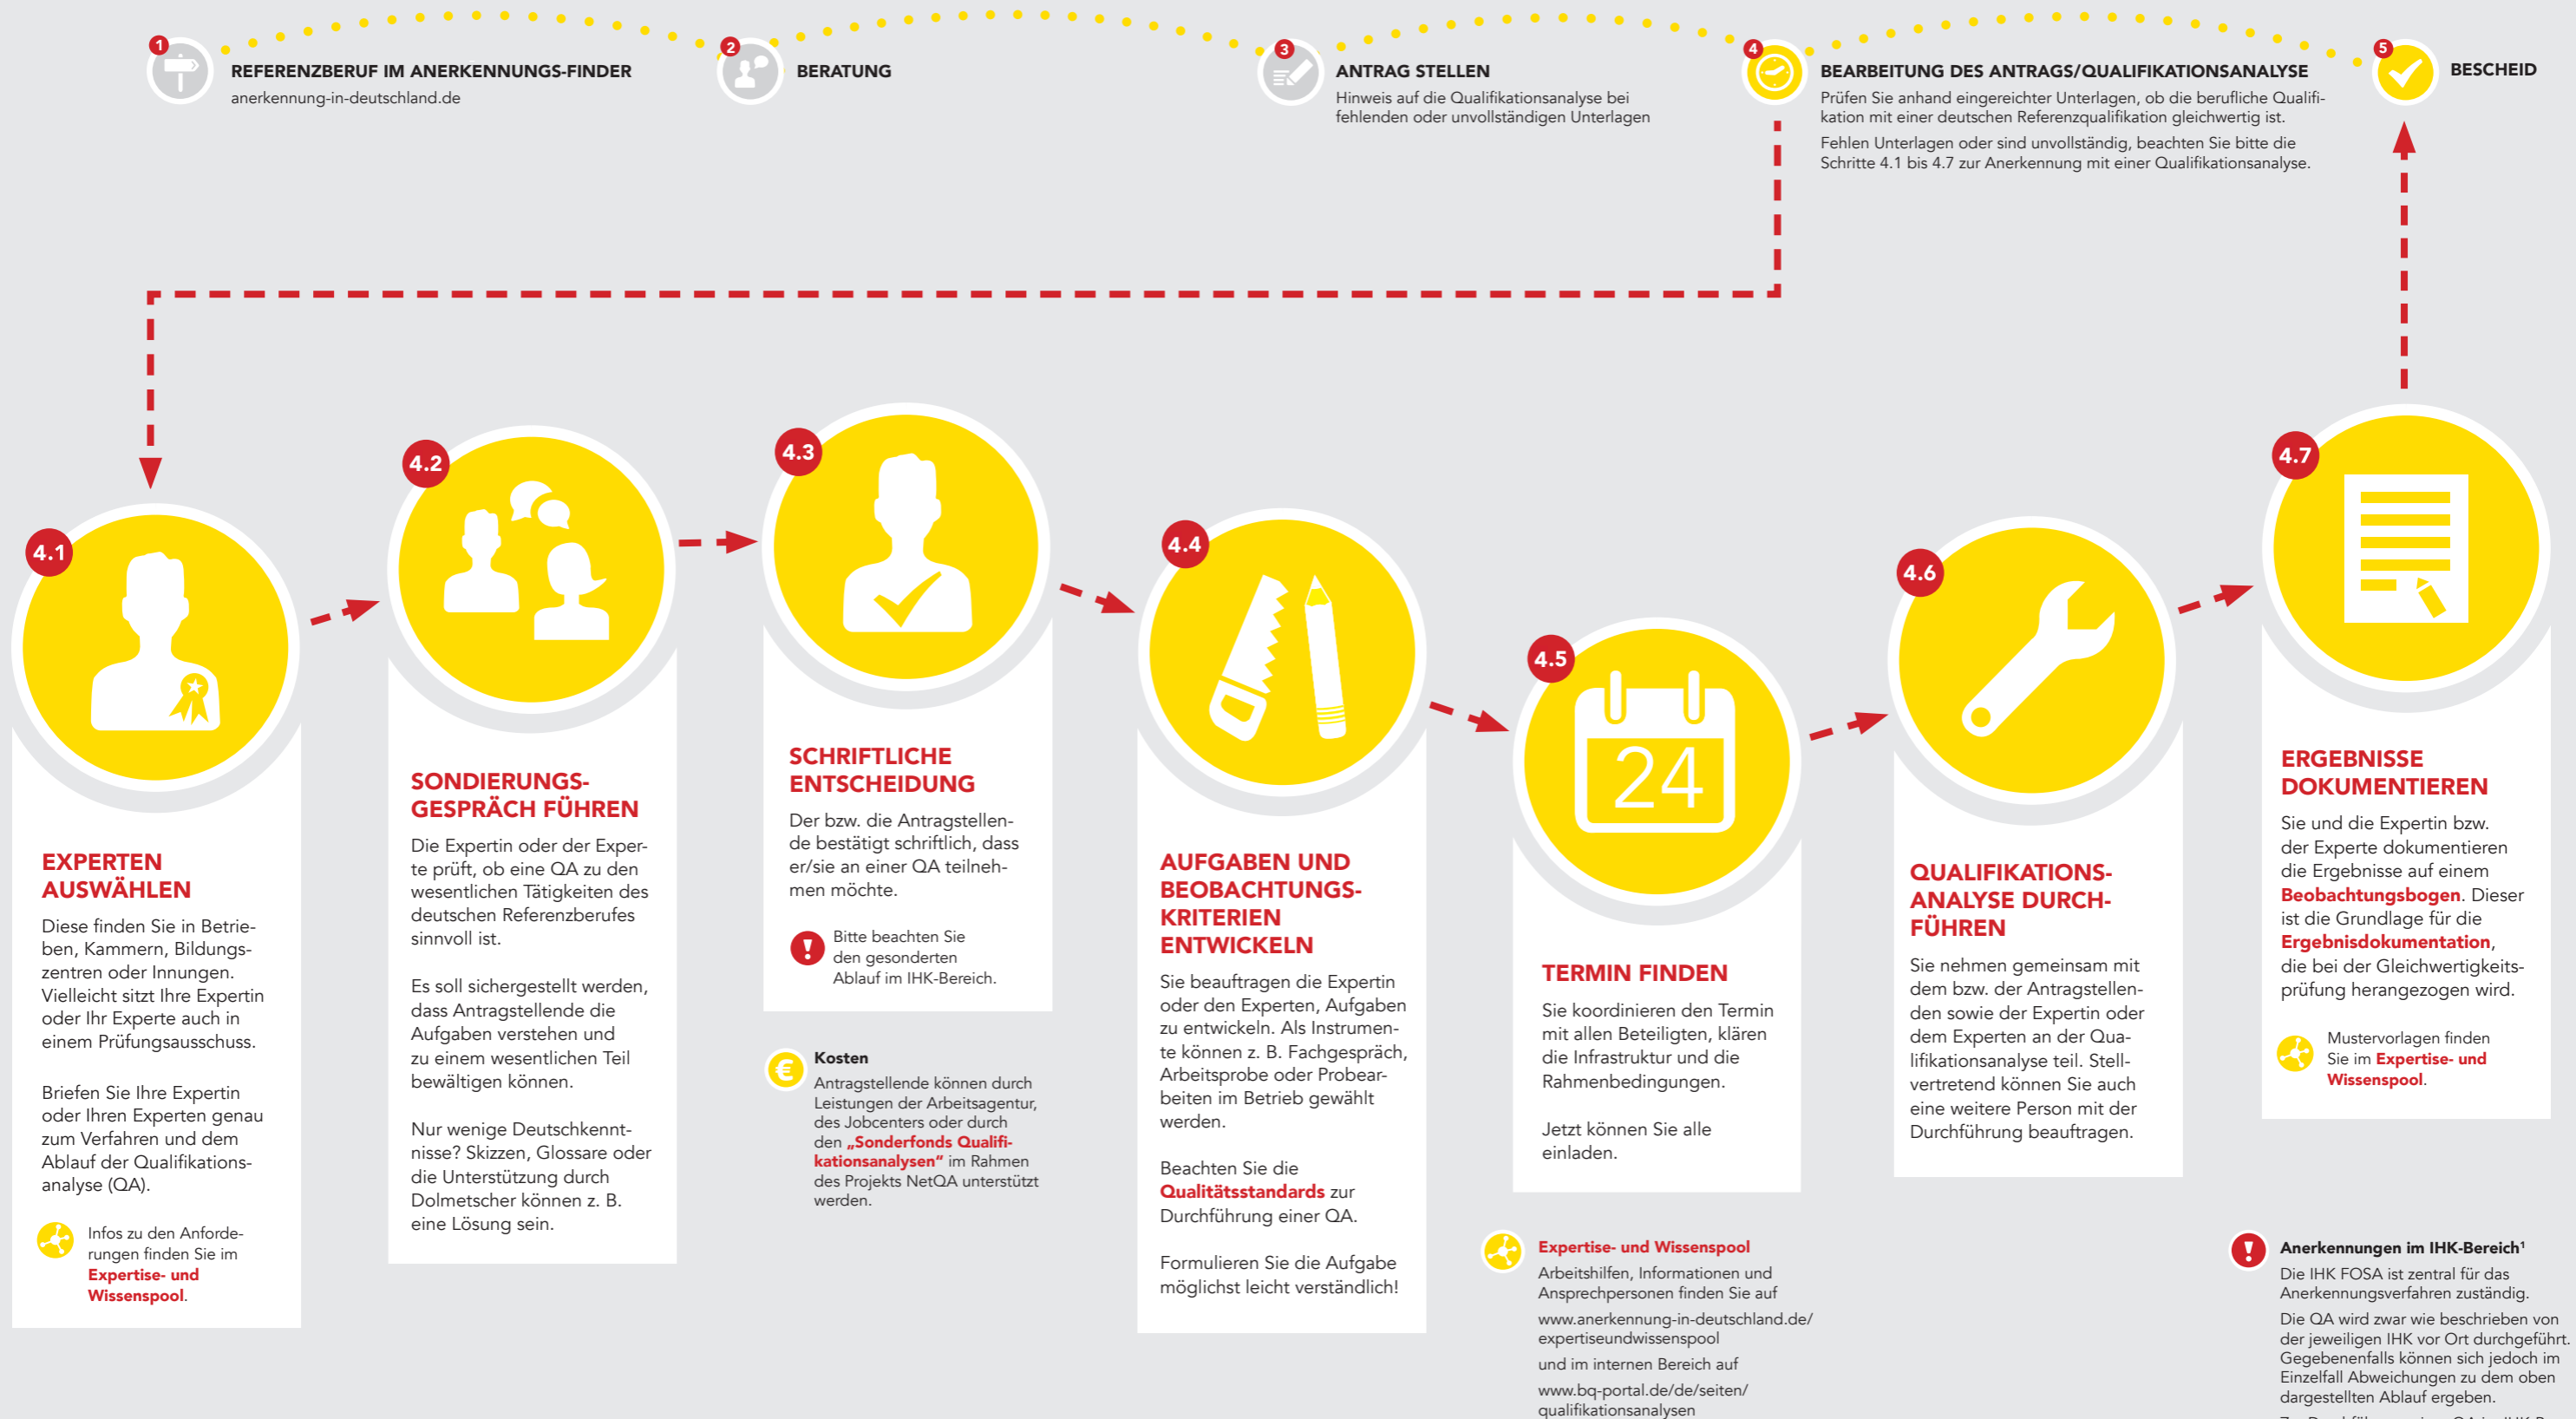 1
REFERENZBERUF IM ANERKENNUNGS-FINDER
anerkennung-in-deutschland.de
2
BERATUNG
3
ANTRAG STELLEN
Hinweis auf die Qualifikationsanalyse bei
fehlenden oder unvollständigen Unterlagen
4
BEARBEITUNG DES ANTRAGS/QUALIFIKATIONSANALYSE
Prüfen Sie anhand eingereichter Unterlagen, ob die berufliche Qualifi-
kation mit einer deutschen Referenzqualifikation gleichwertig ist.
Fehlen Unterlagen oder sind unvollständig, beachten Sie bitte die
Schritte 4.1 bis 4.7 zur Anerkennung mit einer Qualifikationsanalyse.
5
BESCHEID
4.1
EXPERTEN
AUSWÄHLEN
Diese finden Sie in Betrie-
ben, Kammern, Bildungs-
zentren oder Innungen.
Vielleicht sitzt Ihre Expertin
oder Ihr Experte auch in
einem Prüfungsausschuss.
Briefen Sie Ihre Expertin
oder Ihren Experten genau
zum Verfahren und dem
Ablauf der Qualifikations-
analyse (QA).
Infos zu den Anforde-
rungen finden Sie im
Expertise- und
Wissenspool.
4.2
SONDIERUNGS-
GESPRÄCH FÜHREN
Die Expertin oder der Exper-
te prüft, ob eine QA zu den
wesentlichen Tätigkeiten des
deutschen Referenzberufes
sinnvoll ist.
Es soll sichergestellt werden,
dass Antragstellende die
Aufgaben verstehen und
zu einem wesentlichen Teil
bewältigen können.
Nur wenige Deutschkennt-
nisse? Skizzen, Glossare oder
die Unterstützung durch
Dolmetscher können z. B.
eine Lösung sein.
4.3
SCHRIFTLICHE
ENTSCHEIDUNG
Der bzw. die Antragstellen-
de bestätigt schriftlich, dass
er/sie an einer QA teilneh-
men möchte.
! Bitte beachten Sie
den gesonderten
Ablauf im IHK-Bereich.
€ Kosten
Antragstellende können durch
Leistungen der Arbeitsagentur,
des Jobcenters oder durch
den „Sonderfonds Qualifi-
kationsanalysen“ im Rahmen
des Projekts NetQA unterstützt
werden.
4.4
AUFGABEN UND
BEOBACHTUNGS-
KRITERIEN
ENTWICKELN
Sie beauftragen die Expertin
oder den Experten, Aufgaben
zu entwickeln. Als Instrumen-
te können z. B. Fachgespräch,
Arbeitsprobe oder Probear-
beiten im Betrieb gewählt
werden.
Beachten Sie die
Qualitätsstandards zur
Durchführung einer QA.
Formulieren Sie die Aufgabe
möglichst leicht verständlich!
4.5
24
TERMIN FINDEN
Sie koordinieren den Termin
mit allen Beteiligten, klären
die Infrastruktur und die
Rahmenbedingungen.
Jetzt können Sie alle
einladen.
Expertise- und Wissenspool
Arbeitshilfen, Informationen und
Ansprechpersonen finden Sie auf
www.anerkennung-in-deutschland.de/
expertiseundwissenspool
und im internen Bereich auf
www.bq-portal.de/de/seiten/
qualifikationsanalysen
4.6
QUALIFIKATIONS-
ANALYSE DURCH-
FÜHREN
Sie nehmen gemeinsam mit
dem bzw. der Antragstellen-
den sowie der Expertin oder
dem Experten an der Qua-
lifikationsanalyse teil. Stell-
vertretend können Sie auch
eine weitere Person mit der
Durchführung beauftragen.
4.7
ERGEBNISSE
DOKUMENTIEREN
Sie und die Expertin bzw.
der Experte dokumentieren
die Ergebnisse auf einem
Beobachtungsbogen. Dieser
ist die Grundlage für die
Ergebnisdokumentation,
die bei der Gleichwertigkeits-
prüfung herangezogen wird.
Mustervorlagen finden
Sie im Expertise- und
Wissenspool.
! Anerkennungen im IHK-Bereich¹
Die IHK FOSA ist zentral für das
Anerkennungsverfahren zuständig.
Die QA wird zwar wie beschrieben von
der jeweiligen IHK vor Ort durchgeführt.
Gegebenenfalls können sich jedoch im
Einzelfall Abweichungen zu dem oben
dargestellten Ablauf ergeben.